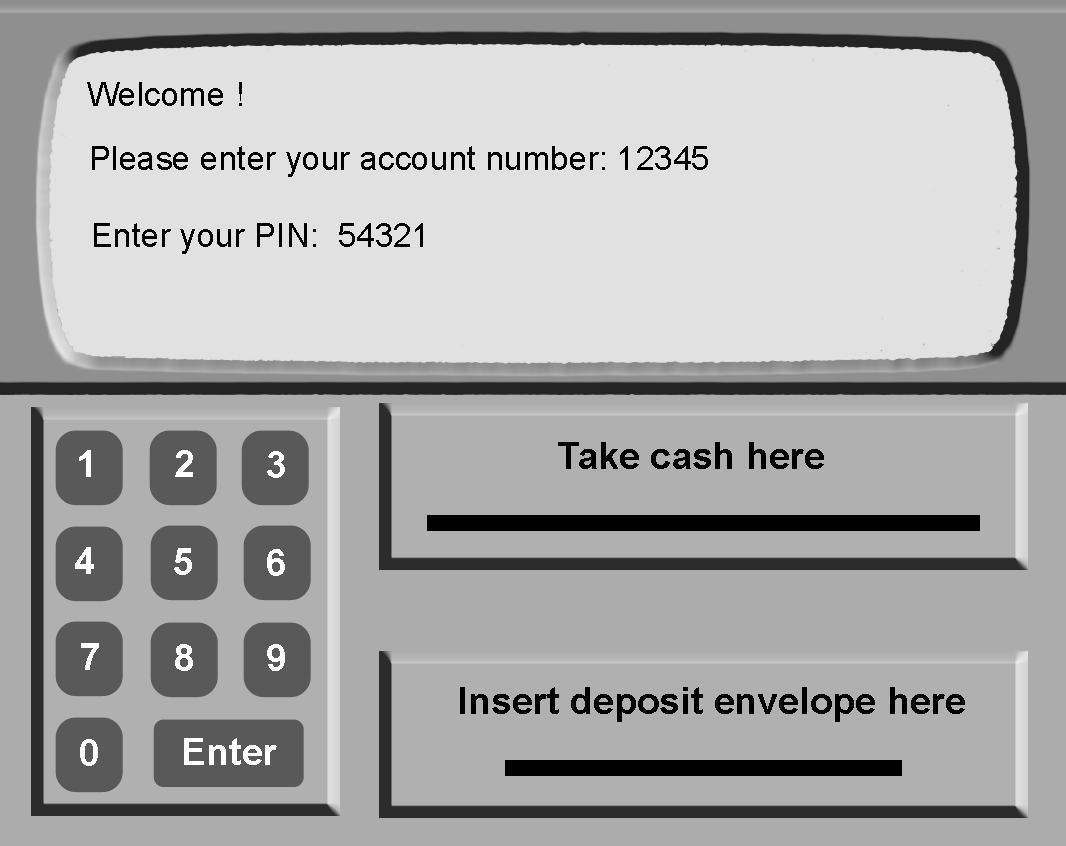 Welcome !
Please enter your account number: 12345
Enter your PIN:  54321
1 2 3
4 5 6
7 8 9
0 Enter
Take cash here
Insert deposit envelope here